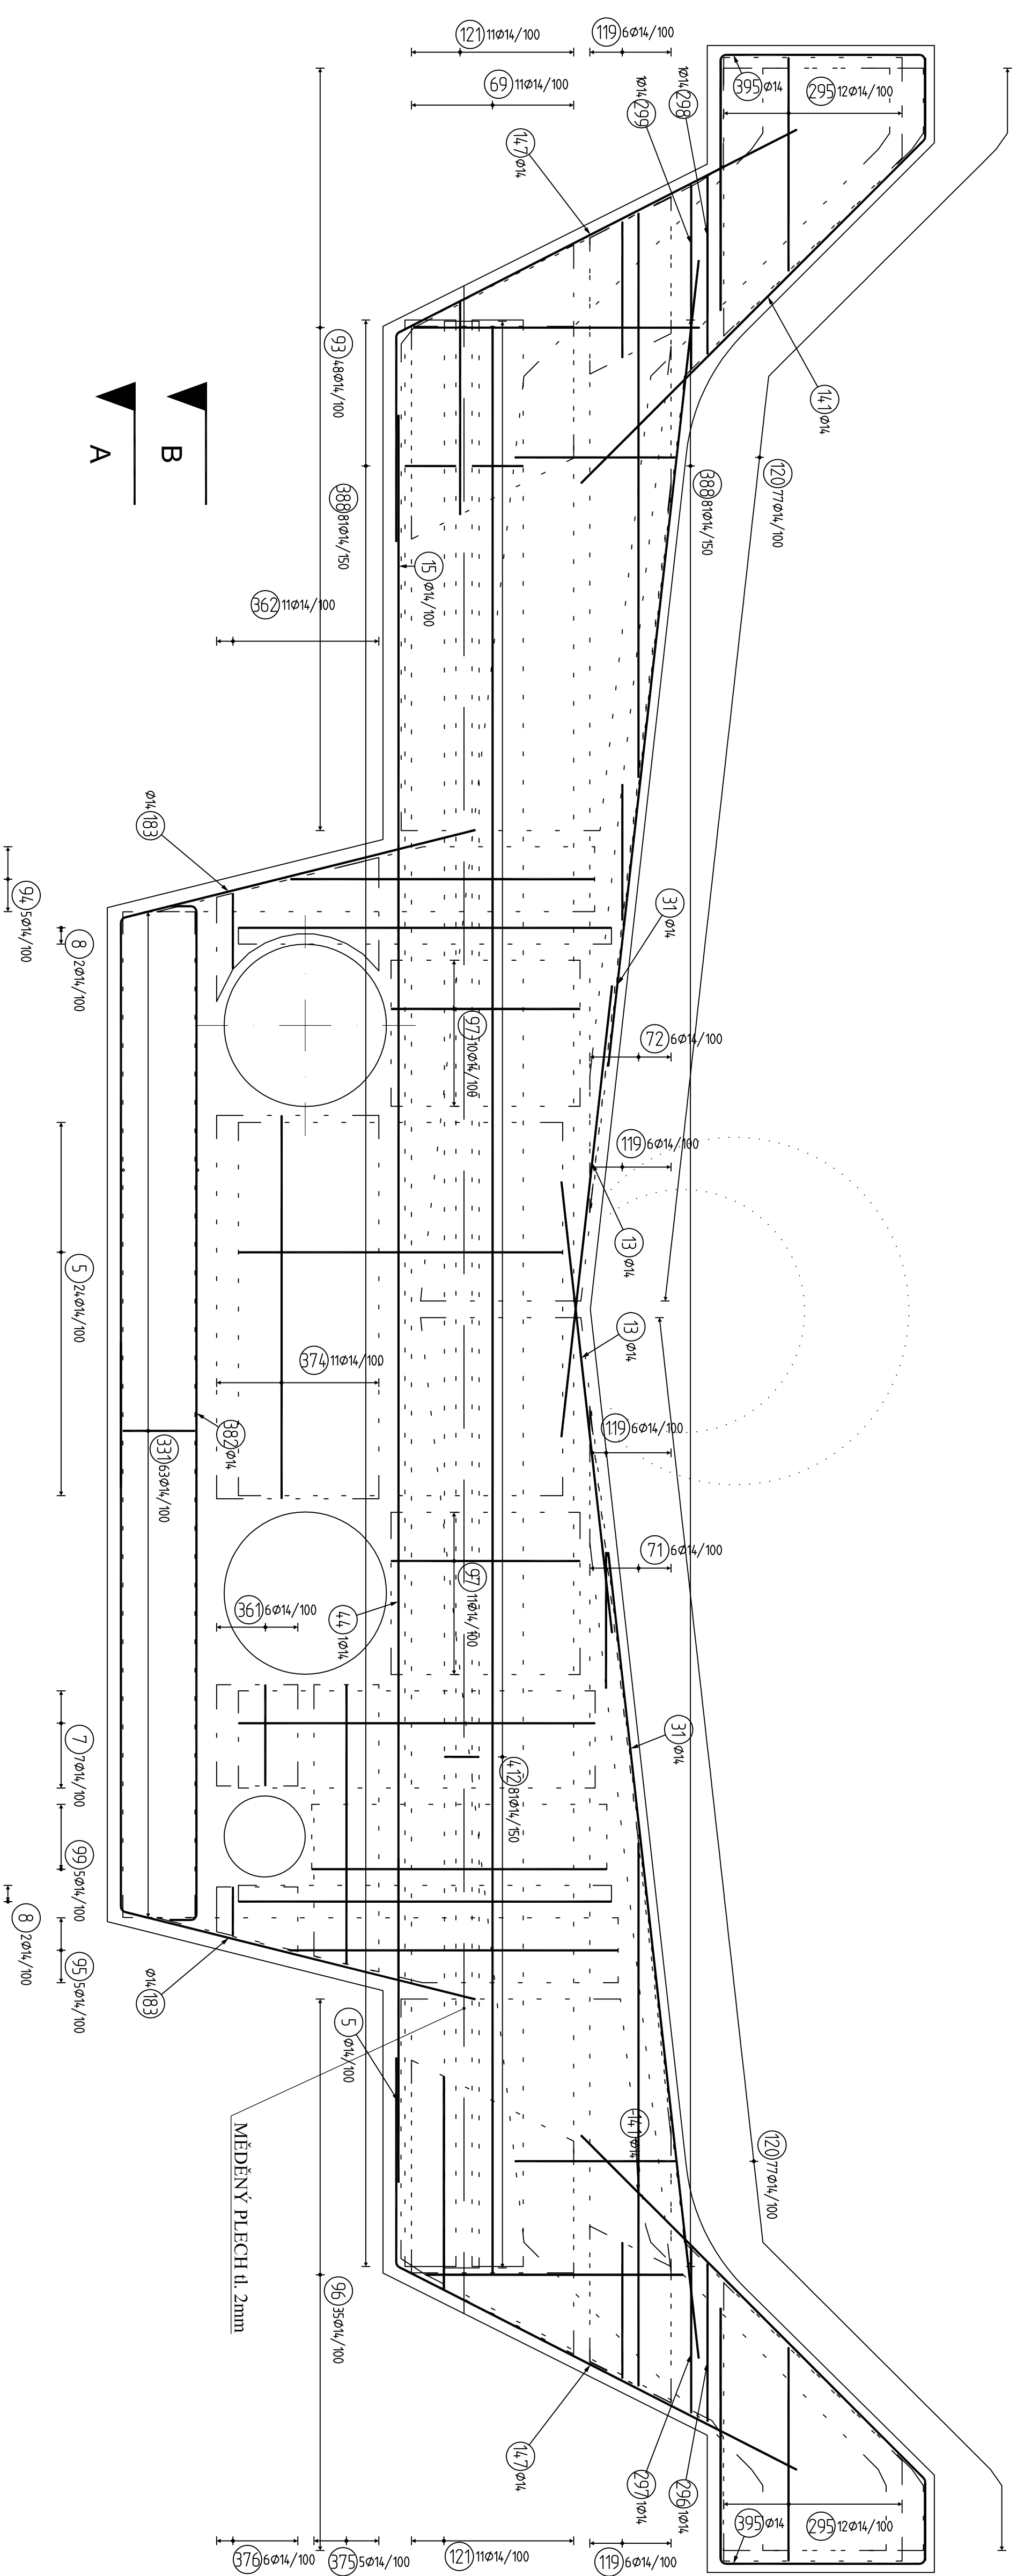 121 11Ø14/100
119 6Ø14/100
69 11Ø14/100
1Ø14 298
1Ø14 299
395 Ø14
295 12Ø14/100
147 Ø14
93 48Ø14/100
388 81Ø14/150
388 81Ø14/150
141 Ø14
120 77Ø14/100
B
A
15 Ø14/100
362 11Ø14/100
Ø14 183
94 5Ø14/100
8 2Ø14/100
31 Ø14
97 10Ø14/100
72 6Ø14/100
119 6Ø14/100
13 Ø14
5 24Ø14/100
13 Ø14
374 11Ø14/100
382 Ø14
331 63Ø14/100
119 6Ø14/100
71 6Ø14/100
97 11Ø14/100
361 6Ø14/100
44 1Ø14
31 Ø14
7 7Ø14/100
412 81Ø14/150
99 5Ø14/100
8 2Ø14/100
95 5Ø14/100
Ø14 183
5 Ø14/100
141 Ø14
120 77Ø14/100
MĚDĚNÝ PLECH tl. 2mm
96 35Ø14/100
147 Ø14
297 1Ø14
296 1Ø14
395 Ø14
295 12Ø14/100
376 6Ø14/100
375 5Ø14/100
121 11Ø14/100
119 6Ø14/100